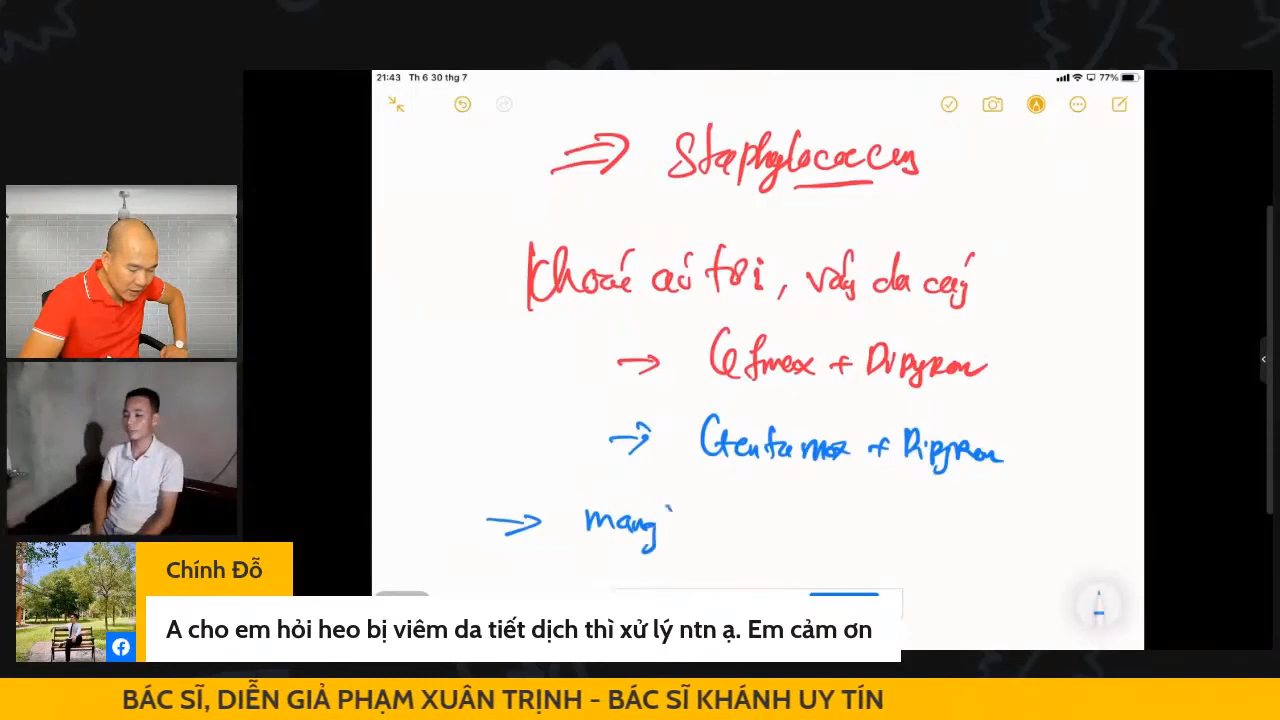 21:43 Th 6 30 thg 7
77%
⇒ Staphylococcus
Khoác áo tơi, vảy da cáy
→ Cefmox + Dipyron
→ Gentamox + Dipyron
→ mang
Chính Đỗ
A cho em hỏi heo bị viêm da tiết dịch thì xử lý ntn ạ. Em cảm ơn
BÁC SĨ, DIỄN GIẢ PHẠM XUÂN TRỊNH - BÁC SĨ KHÁNH UY TÍN